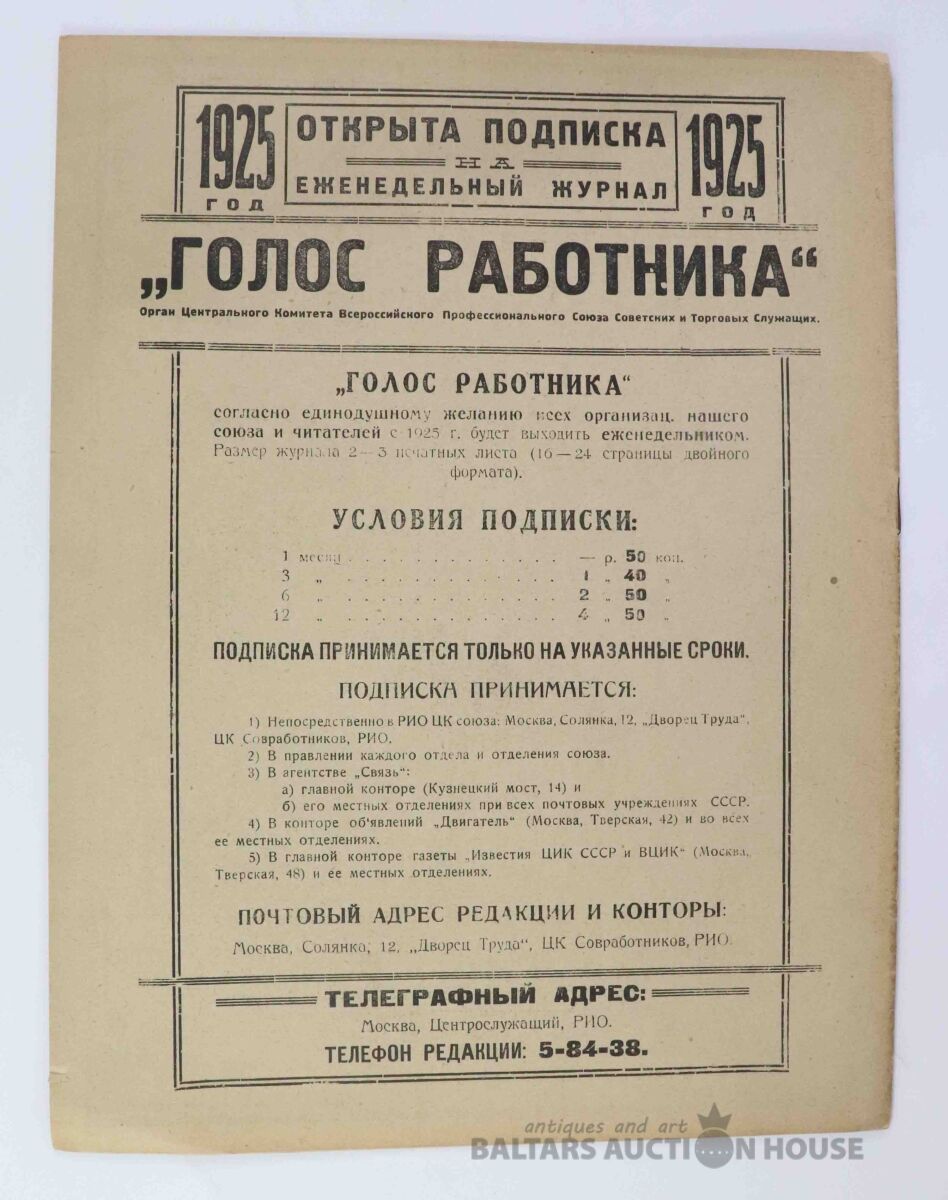 1925 ГОД
ОТКРЫТА ПОДПИСКА
НА
ЕЖЕНЕДЕЛЬНЫЙ ЖУРНАЛ
1925 ГОД
„ГОЛОС РАБОТНИКА“
Орган Центрального Комитета Всероссийского Профессионального Союза Советских и Торговых Служащих.
„ГОЛОС РАБОТНИКА“
согласно единодушному желанию всех организац. нашего
союза и читателей с 1925 г. будет выходить еженедельником.
Размер журнала 2—3 печатных листа (16—24 страницы двойного
формата).
УСЛОВИЯ ПОДПИСКИ:
1 месяц . . . . . . . . . . . . — р. 50 коп.
3 „ . . . . . . . . . . . . 1 „ 40 „
6 „ . . . . . . . . . . . . 2 „ 50 „
12 „ . . . . . . . . . . . . 4 „ 50 „
ПОДПИСКА ПРИНИМАЕТСЯ ТОЛЬКО НА УКАЗАННЫЕ СРОКИ.
ПОДПИСКА ПРИНИМАЕТСЯ:
1) Непосредственно в РИО ЦК союза: Москва, Солянка, 12, „Дворец Труда“,
ЦК Совработников, РИО.
2) В правлении каждого отдела и отделения союза.
3) В агентстве „Связь“:
а) главной конторе (Кузнецкий мост, 14) и
б) его местных отделениях при всех почтовых учреждениях СССР.
4) В конторе об'явлений „Двигатель“ (Москва, Тверская, 42) и во всех
ее местных отделениях.
5) В главной конторе газеты „Известия ЦИК СССР и ВЦИК“ (Москва,
Тверская, 48) и ее местных отделениях.
ПОЧТОВЫЙ АДРЕС РЕДАКЦИИ И КОНТОРЫ:
Москва, Солянка, 12, „Дворец Труда“, ЦК Совработников, РИО.
ТЕЛЕГРАФНЫЙ АДРЕС:
Москва, Центрослужащий, РИО.
ТЕЛЕФОН РЕДАКЦИИ: 5-84-38.
antiques and art
BALTARS AUCTION HOUSE